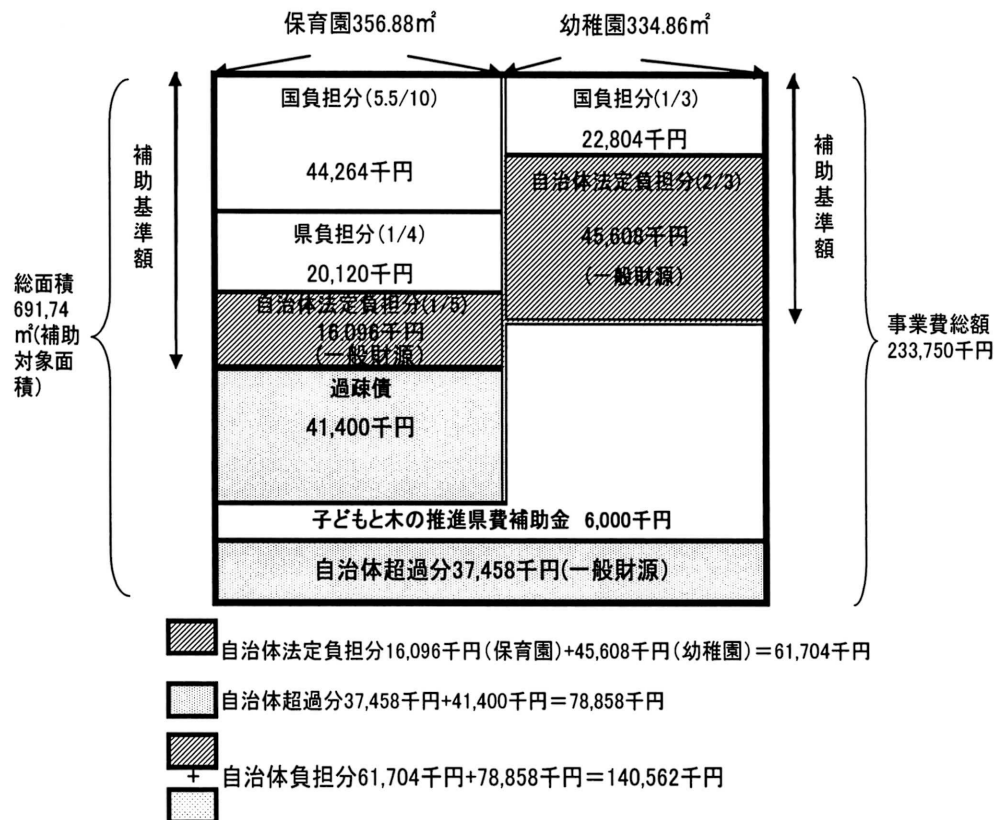 保育園356.88㎡
幼稚園334.86㎡
国負担分(5.5/10)
44,264千円
国負担分(1/3)
22,804千円
補助基準額
自治体法定負担分(2/3)
45,608千円
(一般財源)
補助基準額
県負担分(1/4)
20,120千円
自治体法定負担分(1/5)
16,096千円
(一般財源)
総面積
691,74
㎡(補助
対象面
積)
事業費総額
233,750千円
過疎債
41,400千円
子どもと木の推進県費補助金 6,000千円
自治体超過分37,458千円(一般財源)
自治体法定負担分16,096千円(保育園)+45,608千円(幼稚園)＝61,704千円
自治体超過分37,458千円+41,400千円＝78,858千円
+
自治体負担分61,704千円+78,858千円＝140,562千円